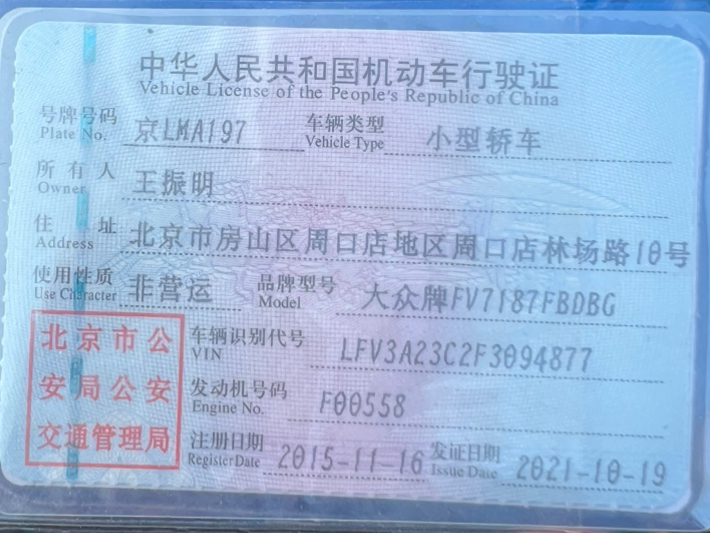 中华人民共和国机动车行驶证
Vehicle License of the People's Republic of China
号牌号码 京LMA197 车辆类型 小型轿车
Plate No. Vehicle Type
所有人 王振明
Owner
住址 北京市房山区周口店地区周口店林场路10号
Address
使用性质 非营运 品牌型号 大众牌FV7187FBDBG
Use Character Model
北京市公 车辆识别代号 LFV3A23C2F3094877
VIN
安局公安 发动机号码 F00558
Engine No.
交通管理局 注册日期 2015-11-16 发证日期 2021-10-19
Register Date Issue Date